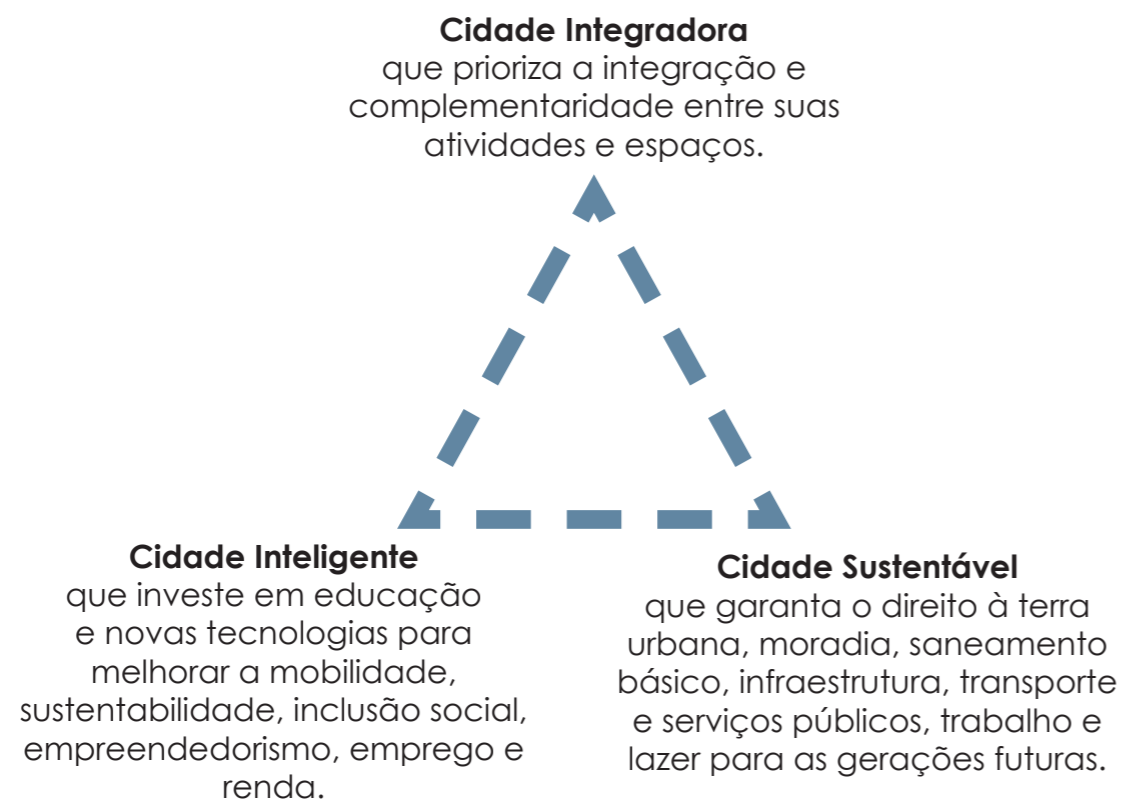 Cidade Integradora
que prioriza a integração e
complementaridade entre suas
atividades e espaços.
Cidade Inteligente
que investe em educação
e novas tecnologias para
melhorar a mobilidade,
sustentabilidade, inclusão social,
empreendedorismo, emprego e
renda.
Cidade Sustentável
que garanta o direito à terra
urbana, moradia, saneamento
básico, infraestrutura, transporte
e serviços públicos, trabalho e
lazer para as gerações futuras.